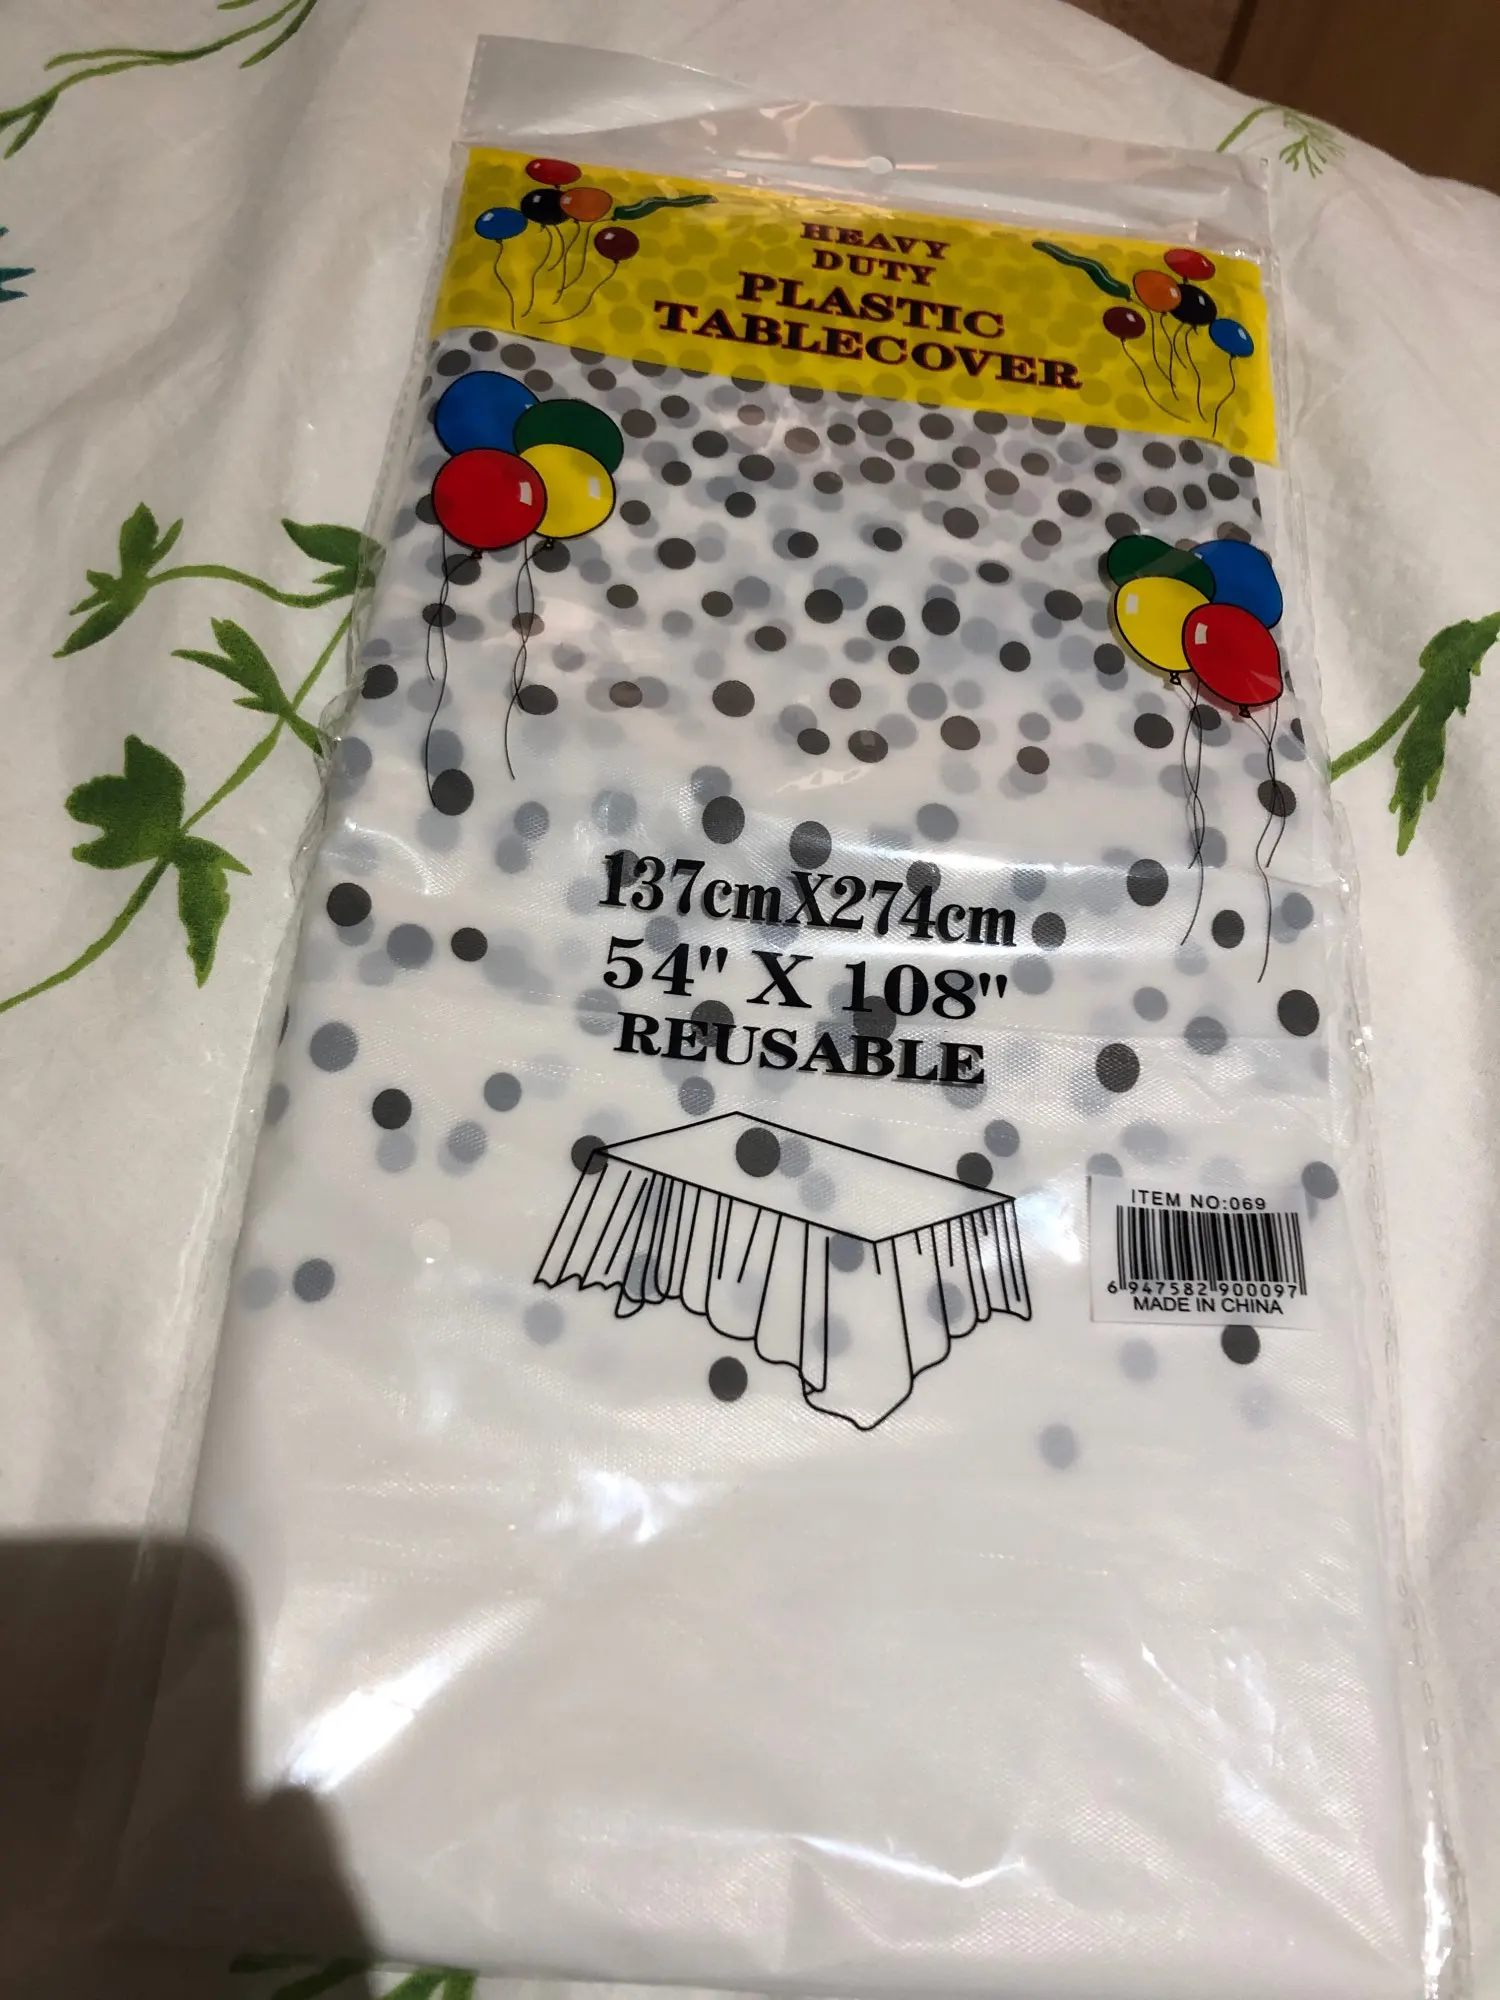 HEAVY
DUTY
PLASTIC
TABLECOVER
137cmX274cm
54" X 108"
REUSABLE
ITEM NO:069
6 947582 900097
MADE IN CHINA